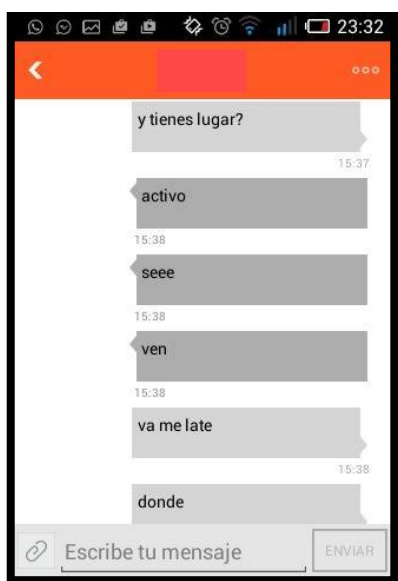 23:32
y tienes lugar?
15:37
activo
15:38
seee
15:38
ven
15:38
va me late
15:38
donde
Escribe tu mensaje
ENVIAR